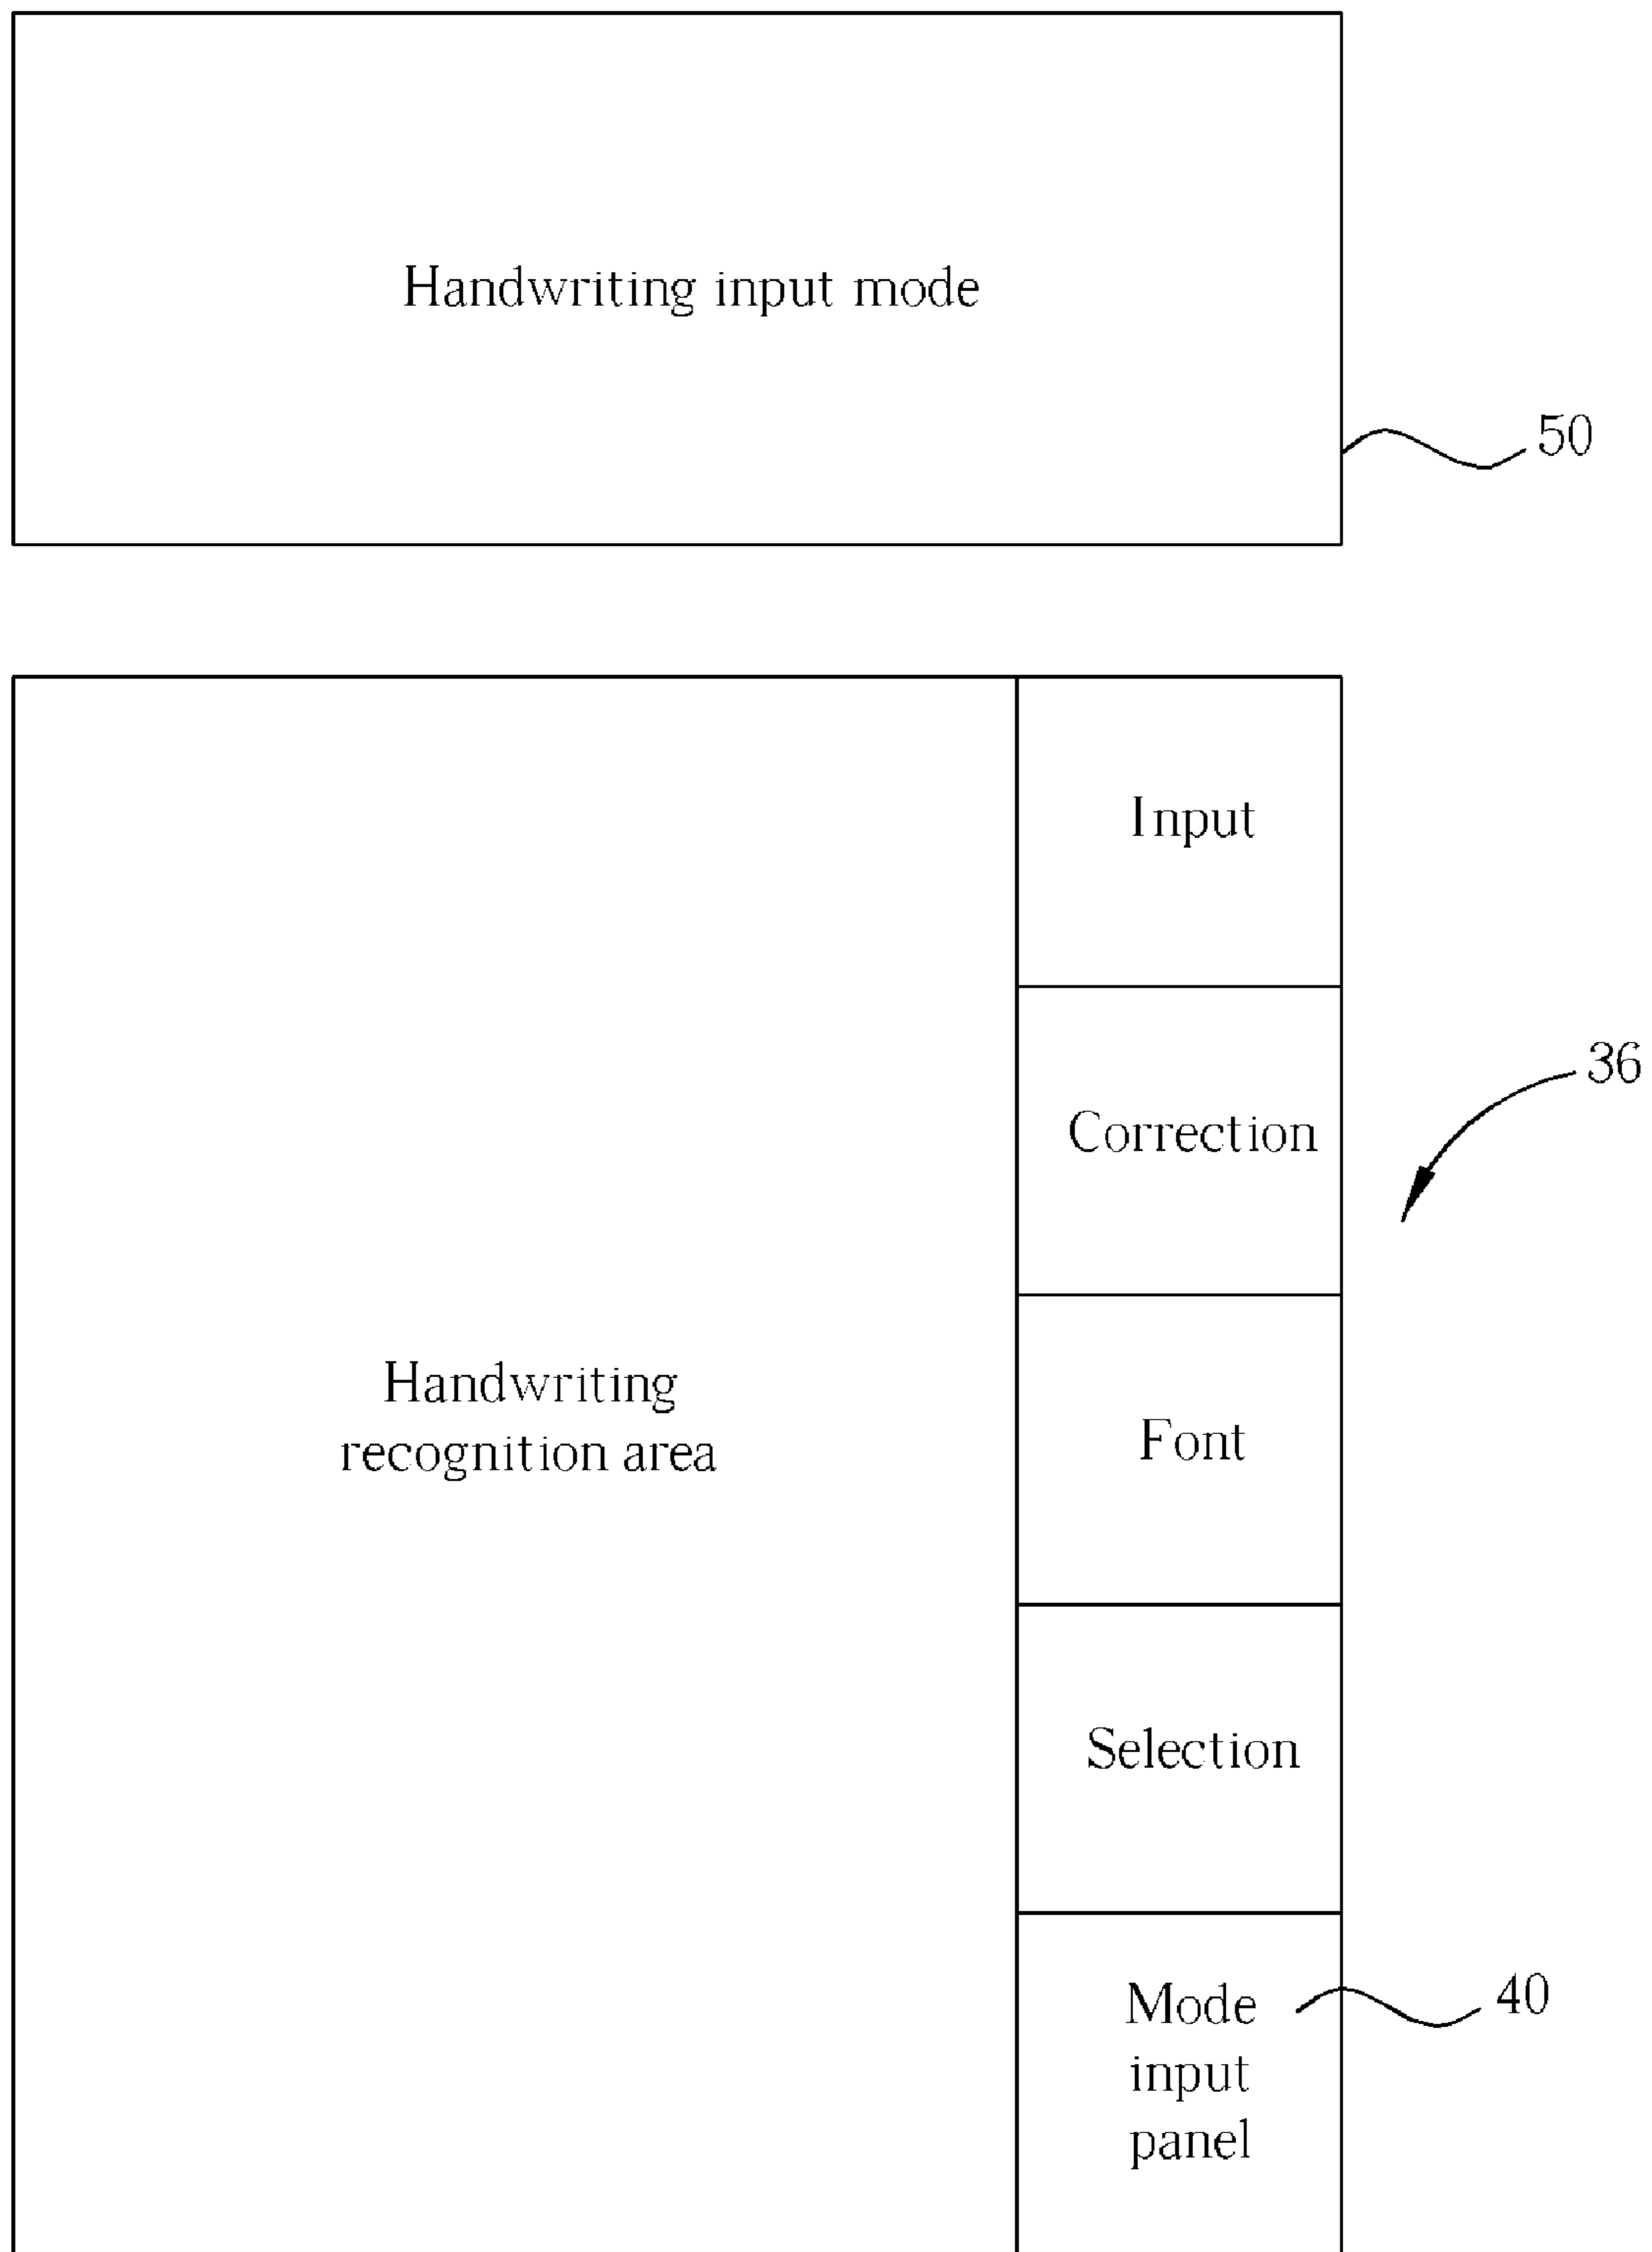 Handwriting input mode
50
Input
36
Correction
Handwriting
recognition area
Font
Selection
Mode
input
panel
40